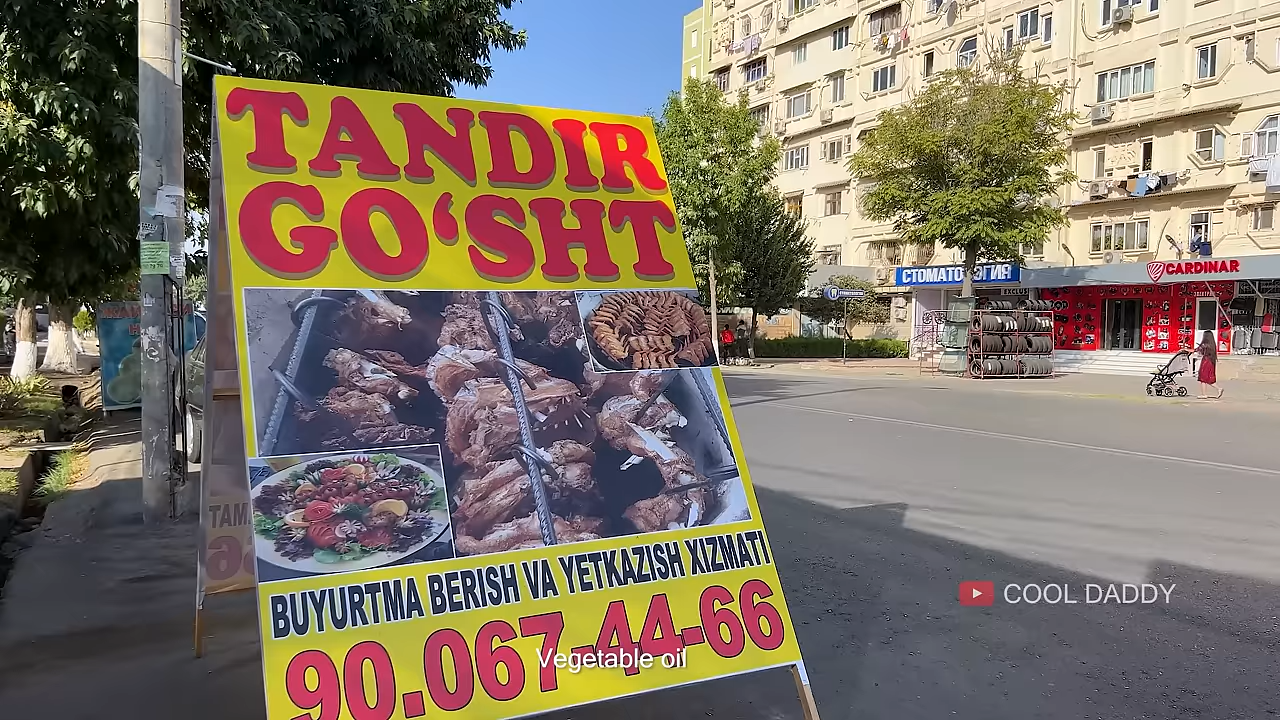 TANDIR
GO‘SHT
BUYURTMA BERISH VA YETKAZISH XIZMATI
90.067-44-66
Vegetable oil
СТОМАТОЛОГИЯ
CARDINAR
COOL DADDY